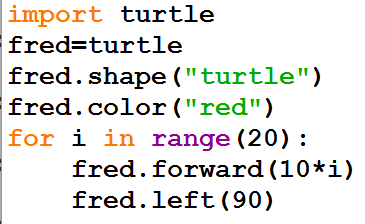 import turtle
fred=turtle
fred.shape("turtle")
fred.color("red")
for i in range(20):
    fred.forward(10*i)
    fred.left(90)